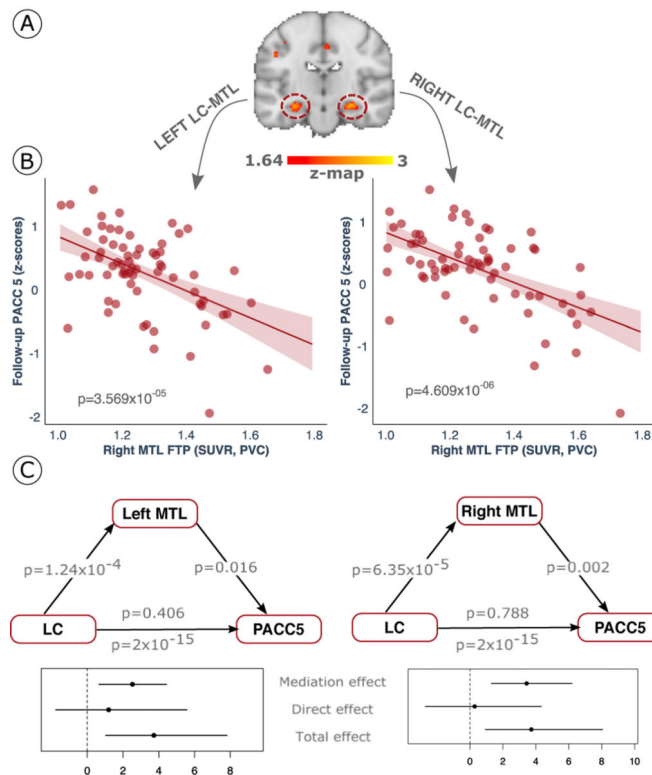 A
LEFT LC-MTL
RIGHT LC-MTL
1.64 3
z-map
B
Follow-up PACC 5 (z-scores)
1
0
-1
-2
p=3.569x10^-05
1.0 1.2 1.4 1.6 1.8
Right MTL FTP (SUVR, PVC)
Follow-up PACC 5 (z-scores)
1
0
-1
-2
p=4.609x10^-06
1.0 1.2 1.4 1.6 1.8
Right MTL FTP (SUVR, PVC)
C
Left MTL
p=1.24x10^-4
p=0.016
p=0.406
LC
PACC5
p=2x10^-15
Right MTL
p=6.35x10^-5
p=0.002
p=0.788
LC
PACC5
p=2x10^-15
Mediation effect
Direct effect
Total effect
0 2 4 6 8
0 2 4 6 8 10